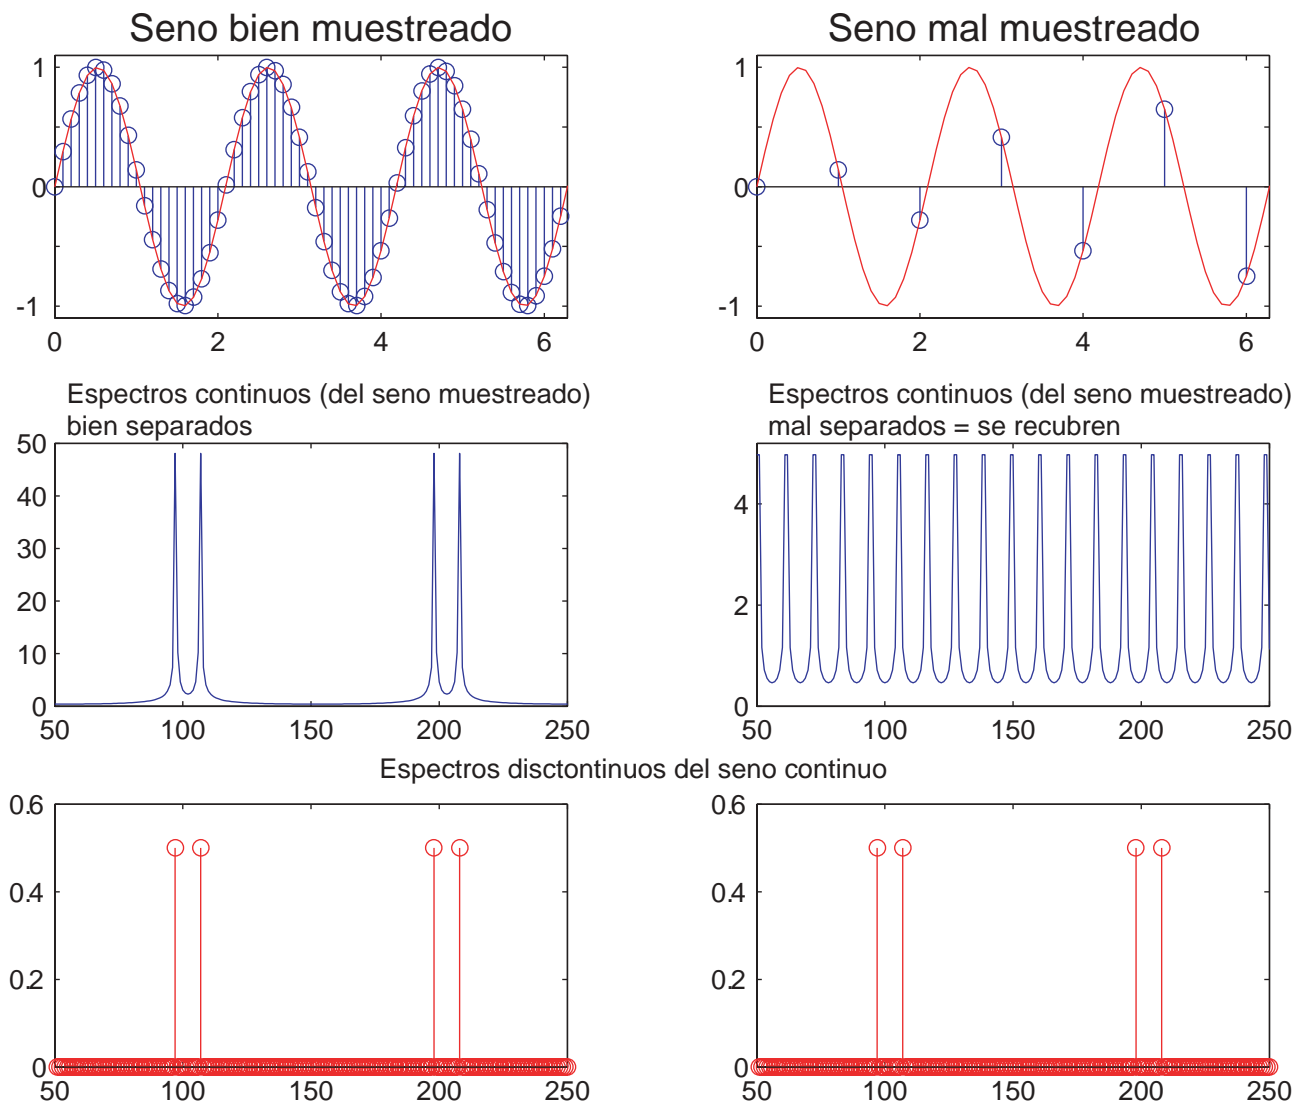 Seno bien muestreado
Seno mal muestreado
1
0
-1
0 2 4 6
1
0
-1
0 2 4 6
Espectros continuos (del seno muestreado)
bien separados
Espectros continuos (del seno muestreado)
mal separados = se recubren
50
40
30
20
10
0
50 100 150 200 250
4
2
0
50 100 150 200 250
Espectros disctontinuos del seno continuo
0.6
0.4
0.2
0
50 100 150 200 250
0.6
0.4
0.2
0
50 100 150 200 250